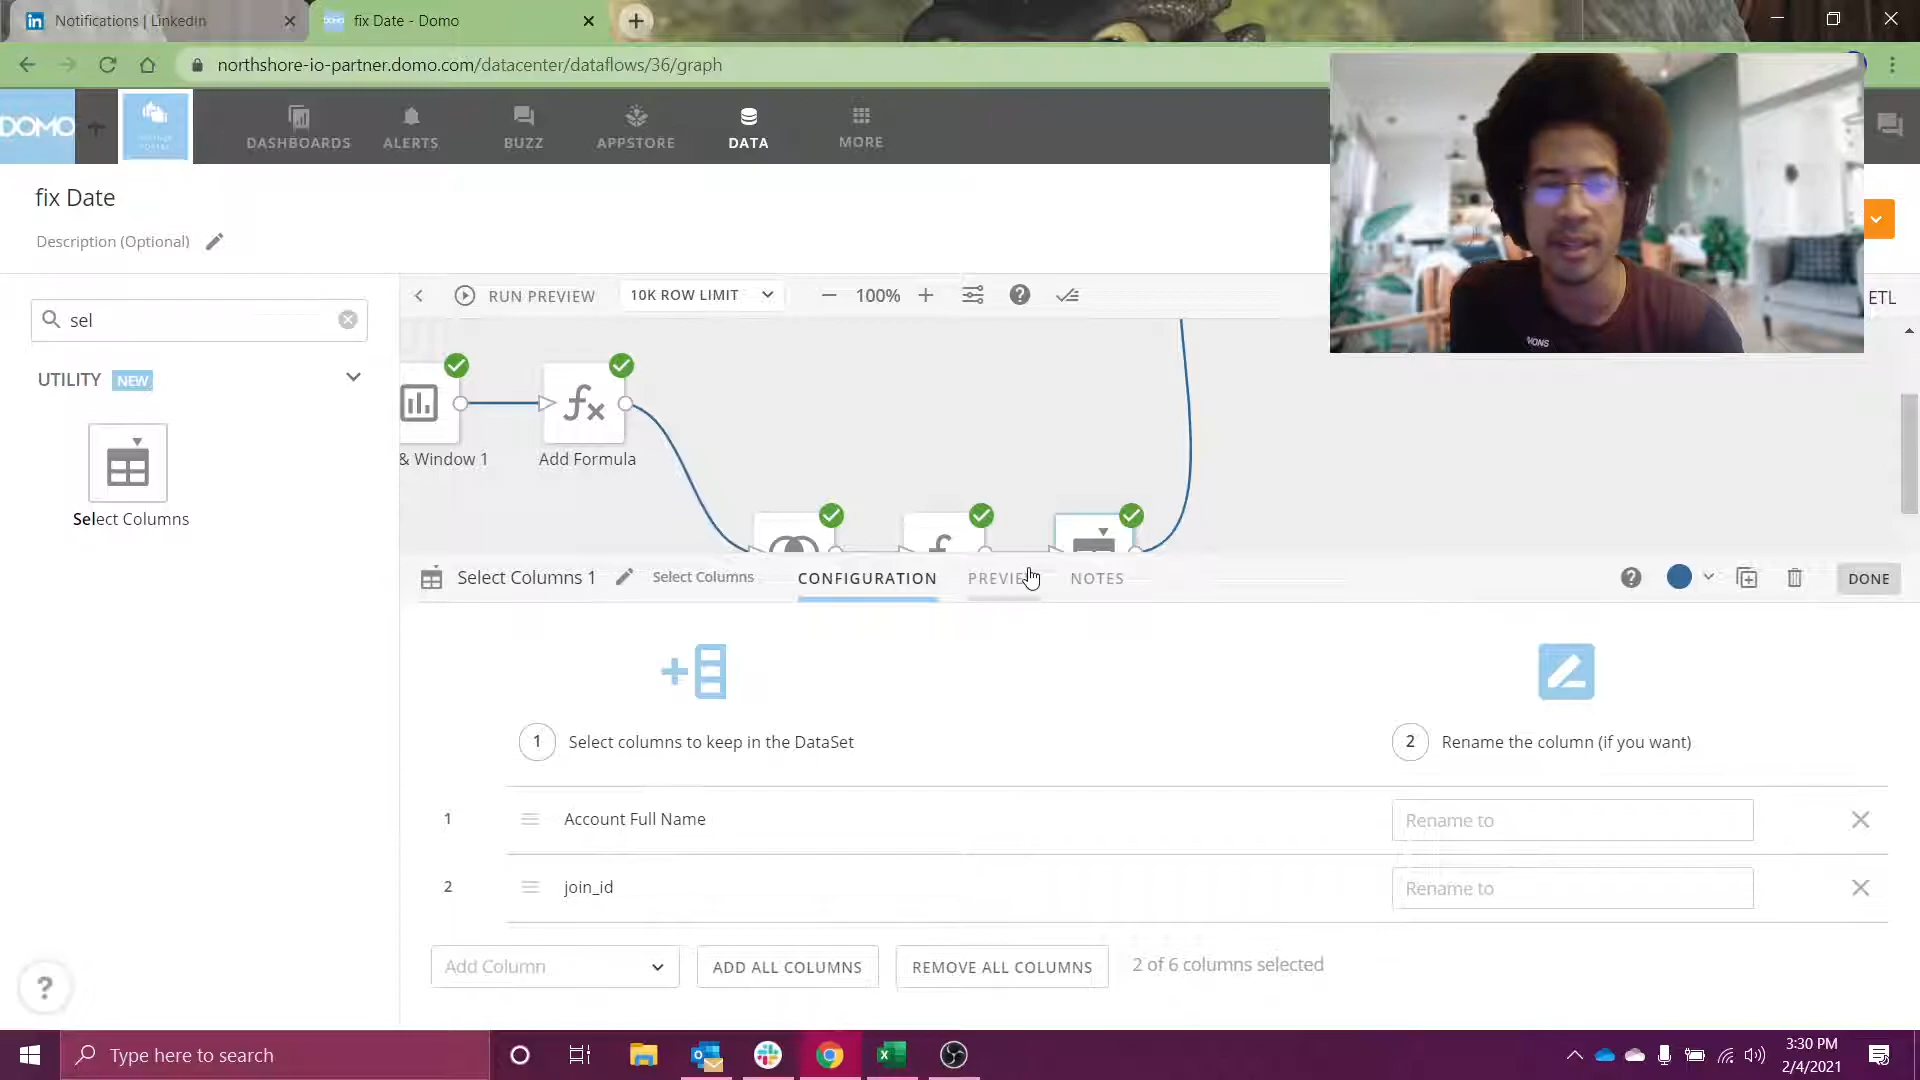 Notifications | LinkedIn
fix Date - Domo
northshore-io-partner.domo.com/datacenter/dataflows/36/graph
DOMO
DASHBOARDS
ALERTS
BUZZ
APPSTORE
DATA
MORE
fix Date
Description (Optional)
sel
RUN PREVIEW
10K ROW LIMIT
100%
ETL
UTILITY NEW
Select Columns
& Window 1
Add Formula
Select Columns 1
Select Columns
CONFIGURATION
PREVIEW
NOTES
DONE
1 Select columns to keep in the DataSet
2 Rename the column (if you want)
1 Account Full Name Rename to
2 join_id Rename to
Add Column
ADD ALL COLUMNS
REMOVE ALL COLUMNS
2 of 6 columns selected
Type here to search
3:30 PM
2/4/2021